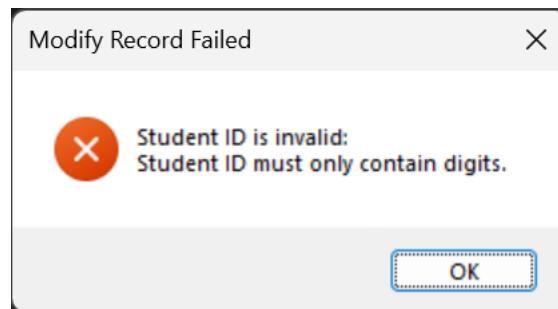 Modify Record Failed
Student ID is invalid:
Student ID must only contain digits.
OK